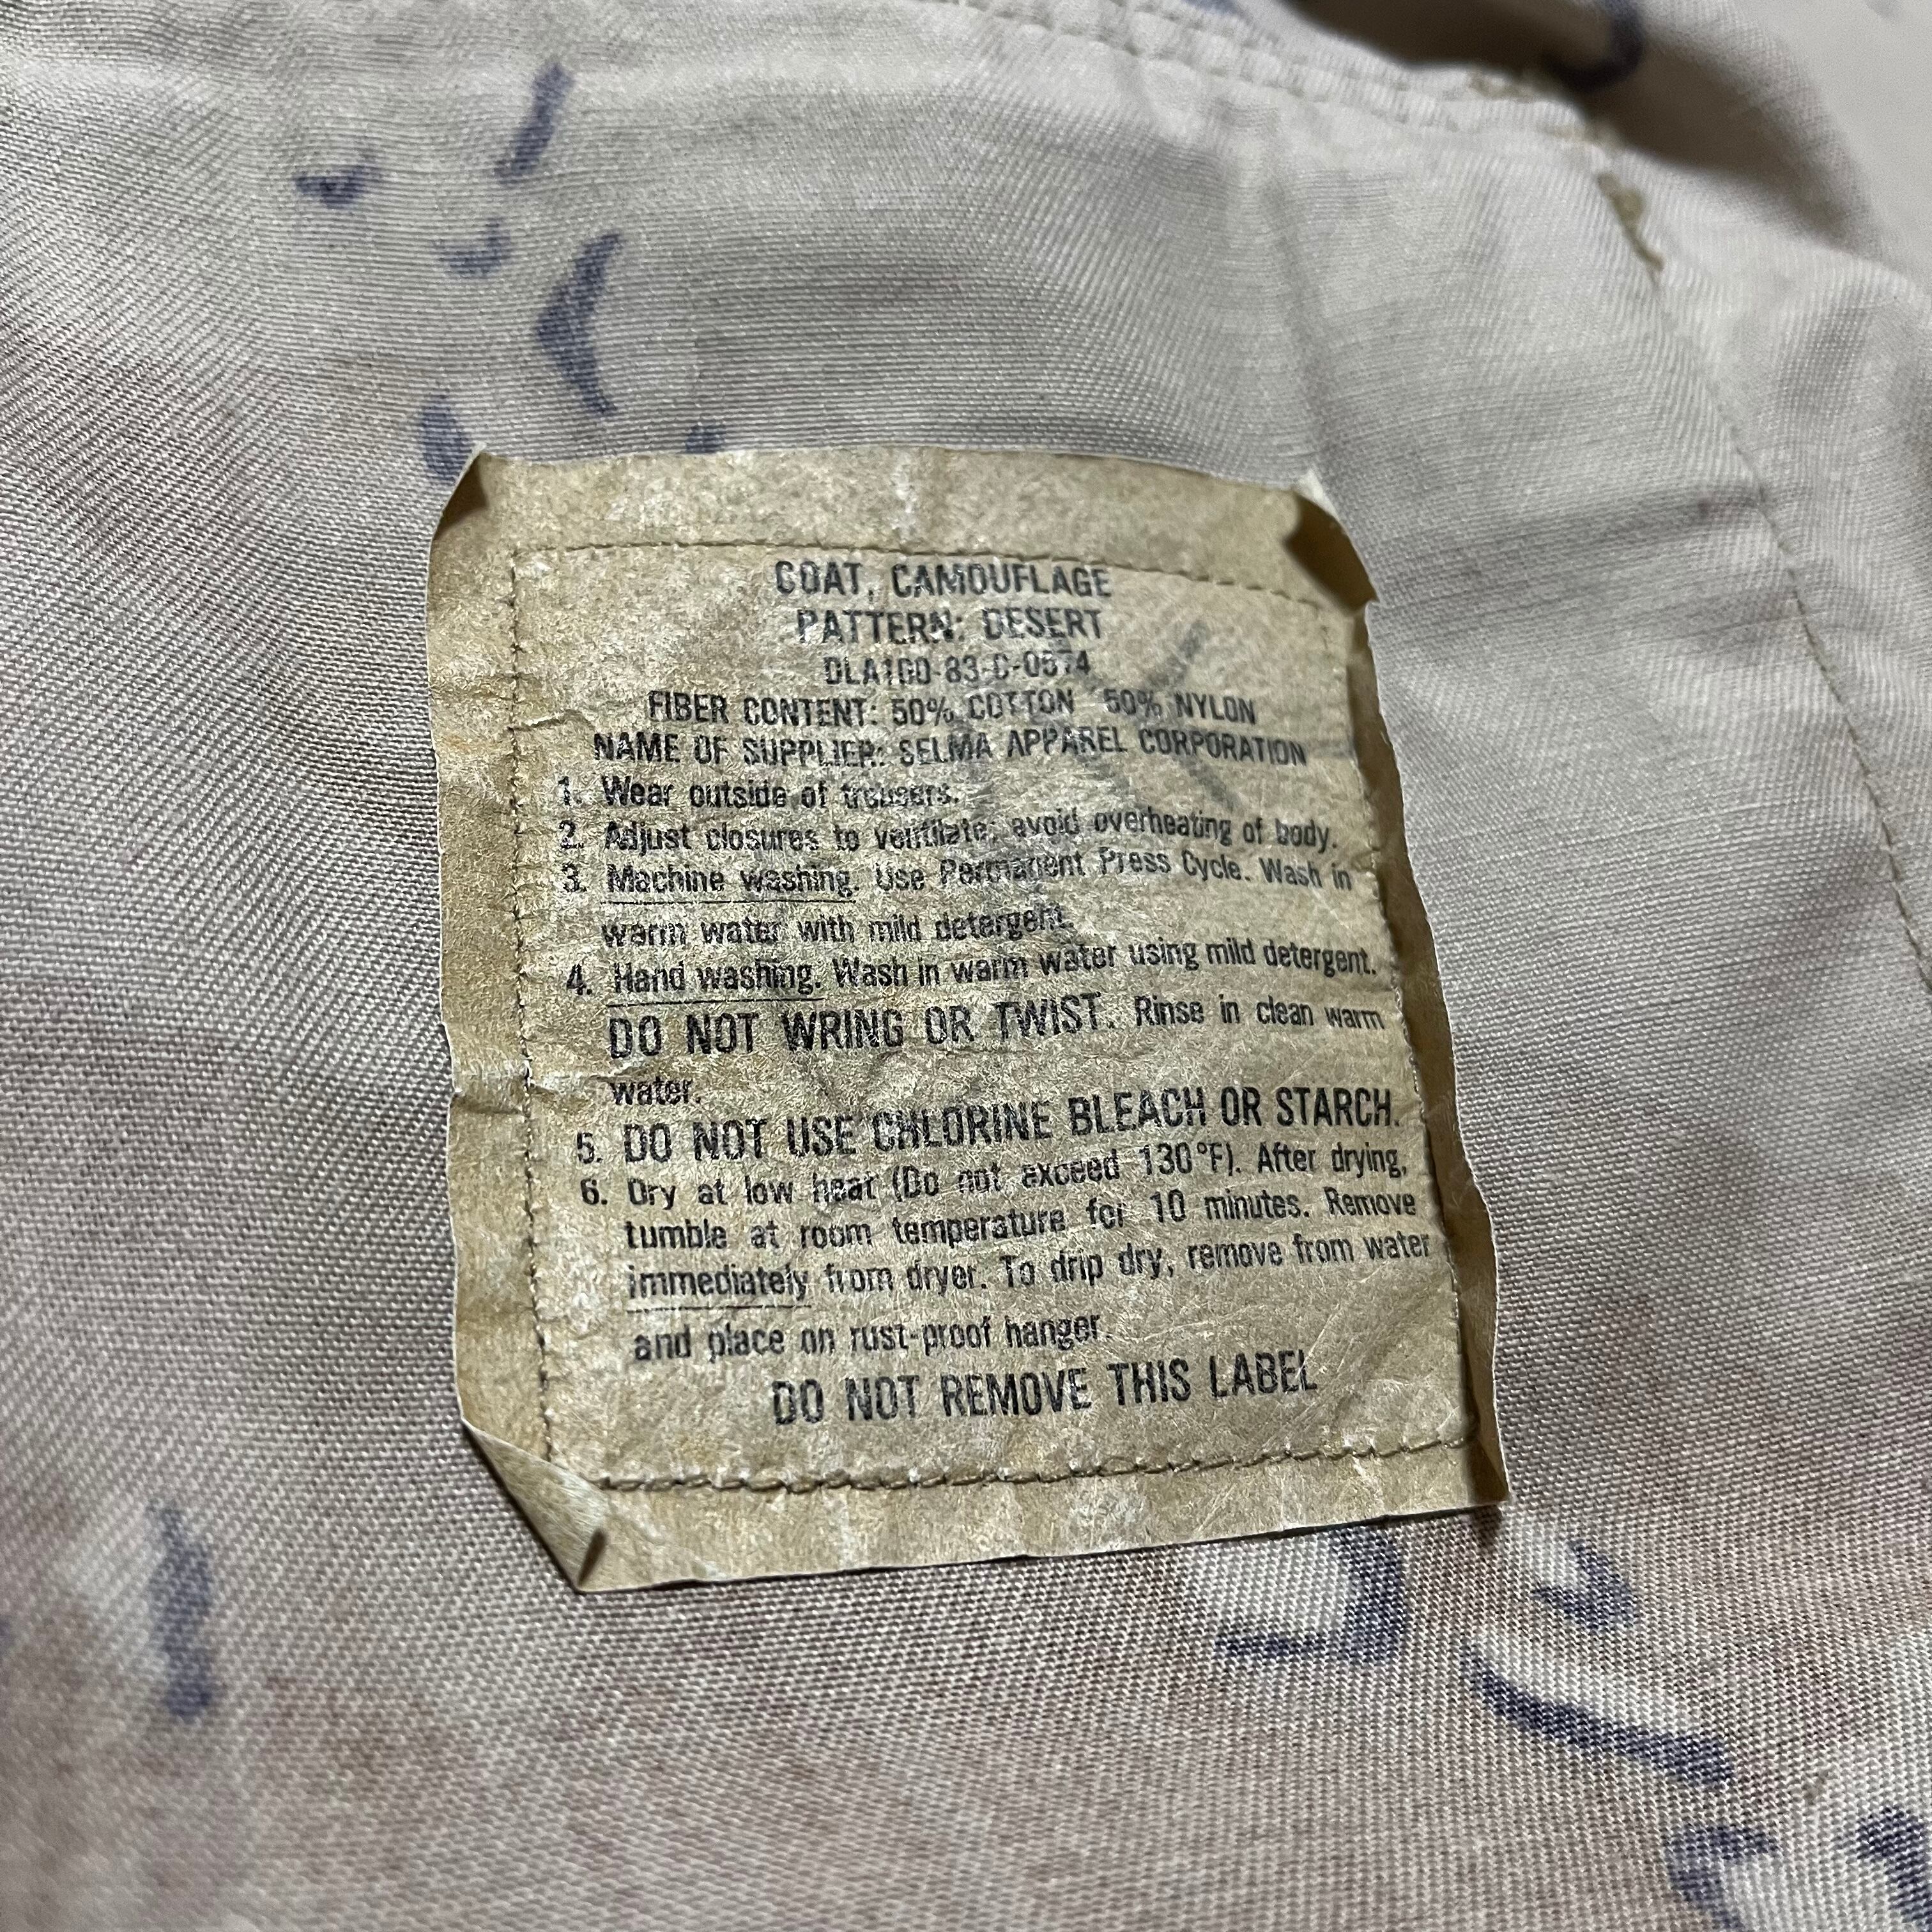 COAT, CAMOUFLAGE
PATTERN: DESERT
DLA100-83-C-0574
FIBER CONTENT: 50% COTTON 50% NYLON
NAME OF SUPPLIER: SELMA APPAREL CORPORATION
1. Wear outside of trousers.
2. Adjust closures to ventilate; avoid overheating of body.
3. Machine washing. Use Permanent Press Cycle. Wash in
warm water with mild detergent.
4. Hand washing. Wash in warm water using mild detergent.
DO NOT WRING OR TWIST. Rinse in clean warm
water.
5. DO NOT USE CHLORINE BLEACH OR STARCH.
6. Dry at low heat (Do not exceed 130°F). After drying,
tumble at room temperature for 10 minutes. Remove
immediately from dryer. To drip dry, remove from water
and place on rust-proof hanger.
DO NOT REMOVE THIS LABEL